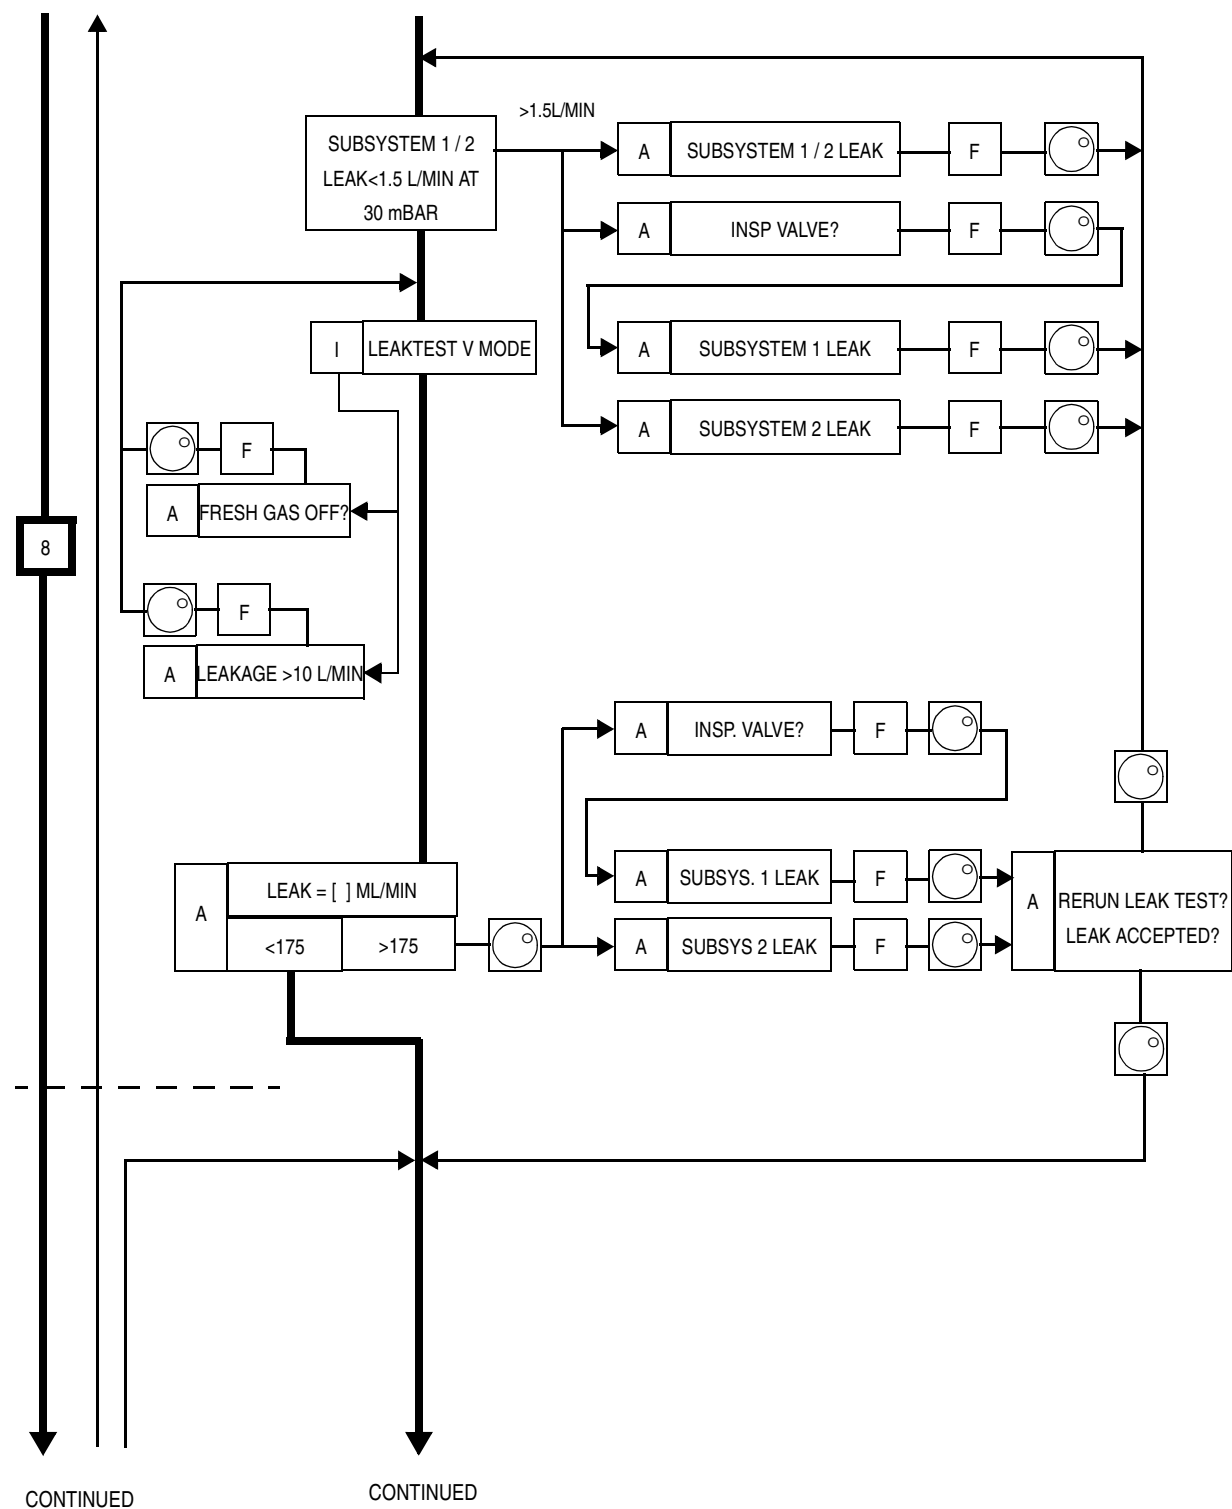 >1.5L/MIN
SUBSYSTEM 1 / 2
LEAK<1.5 L/MIN AT
30 mBAR
A SUBSYSTEM 1 / 2 LEAK F
A INSP VALVE? F
A SUBSYSTEM 1 LEAK F
A SUBSYSTEM 2 LEAK F
I LEAKTEST V MODE
F
A FRESH GAS OFF?
8
F
A LEAKAGE >10 L/MIN
A INSP. VALVE? F
A SUBSYS. 1 LEAK F
A SUBSYS 2 LEAK F
A
LEAK = [ ] ML/MIN
<175 >175
A
RERUN LEAK TEST?
LEAK ACCEPTED?
CONTINUED
CONTINUED